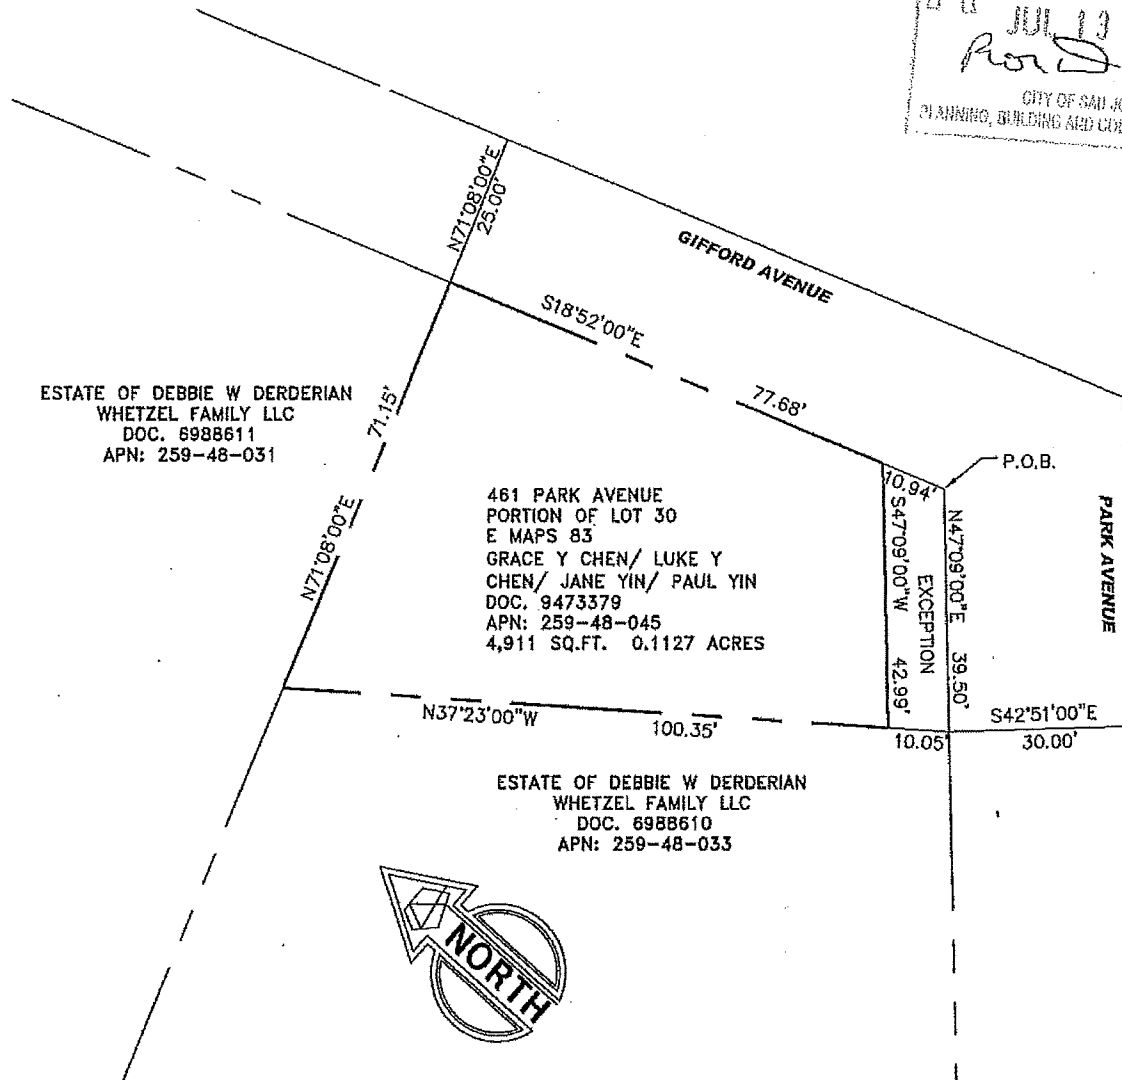 JUL 19
CITY OF SAN JO
PLANNING, BUILDING AND CODE
N71°08'00"E
25.00'
GIFFORD AVENUE
S18°52'00"E
77.68'
ESTATE OF DEBBIE W DERDERIAN
WHETZEL FAMILY LLC
DOC. 6988611
APN: 259-48-031
71.15'
N71°08'00"E
P.O.B.
10.94'
461 PARK AVENUE
PORTION OF LOT 30
E MAPS 83
GRACE Y CHEN/ LUKE Y
CHEN/ JANE YIN/ PAUL YIN
DOC. 9473379
APN: 259-48-045
4,911 SQ.FT. 0.1127 ACRES
S47°09'00"W 42.99'
EXCEPTION
N47°09'00"E 39.50'
PARK AVENUE
N37°23'00"W 100.35'
10.05'
S42°51'00"E
30.00'
ESTATE OF DEBBIE W DERDERIAN
WHETZEL FAMILY LLC
DOC. 6988610
APN: 259-48-033
NORTH